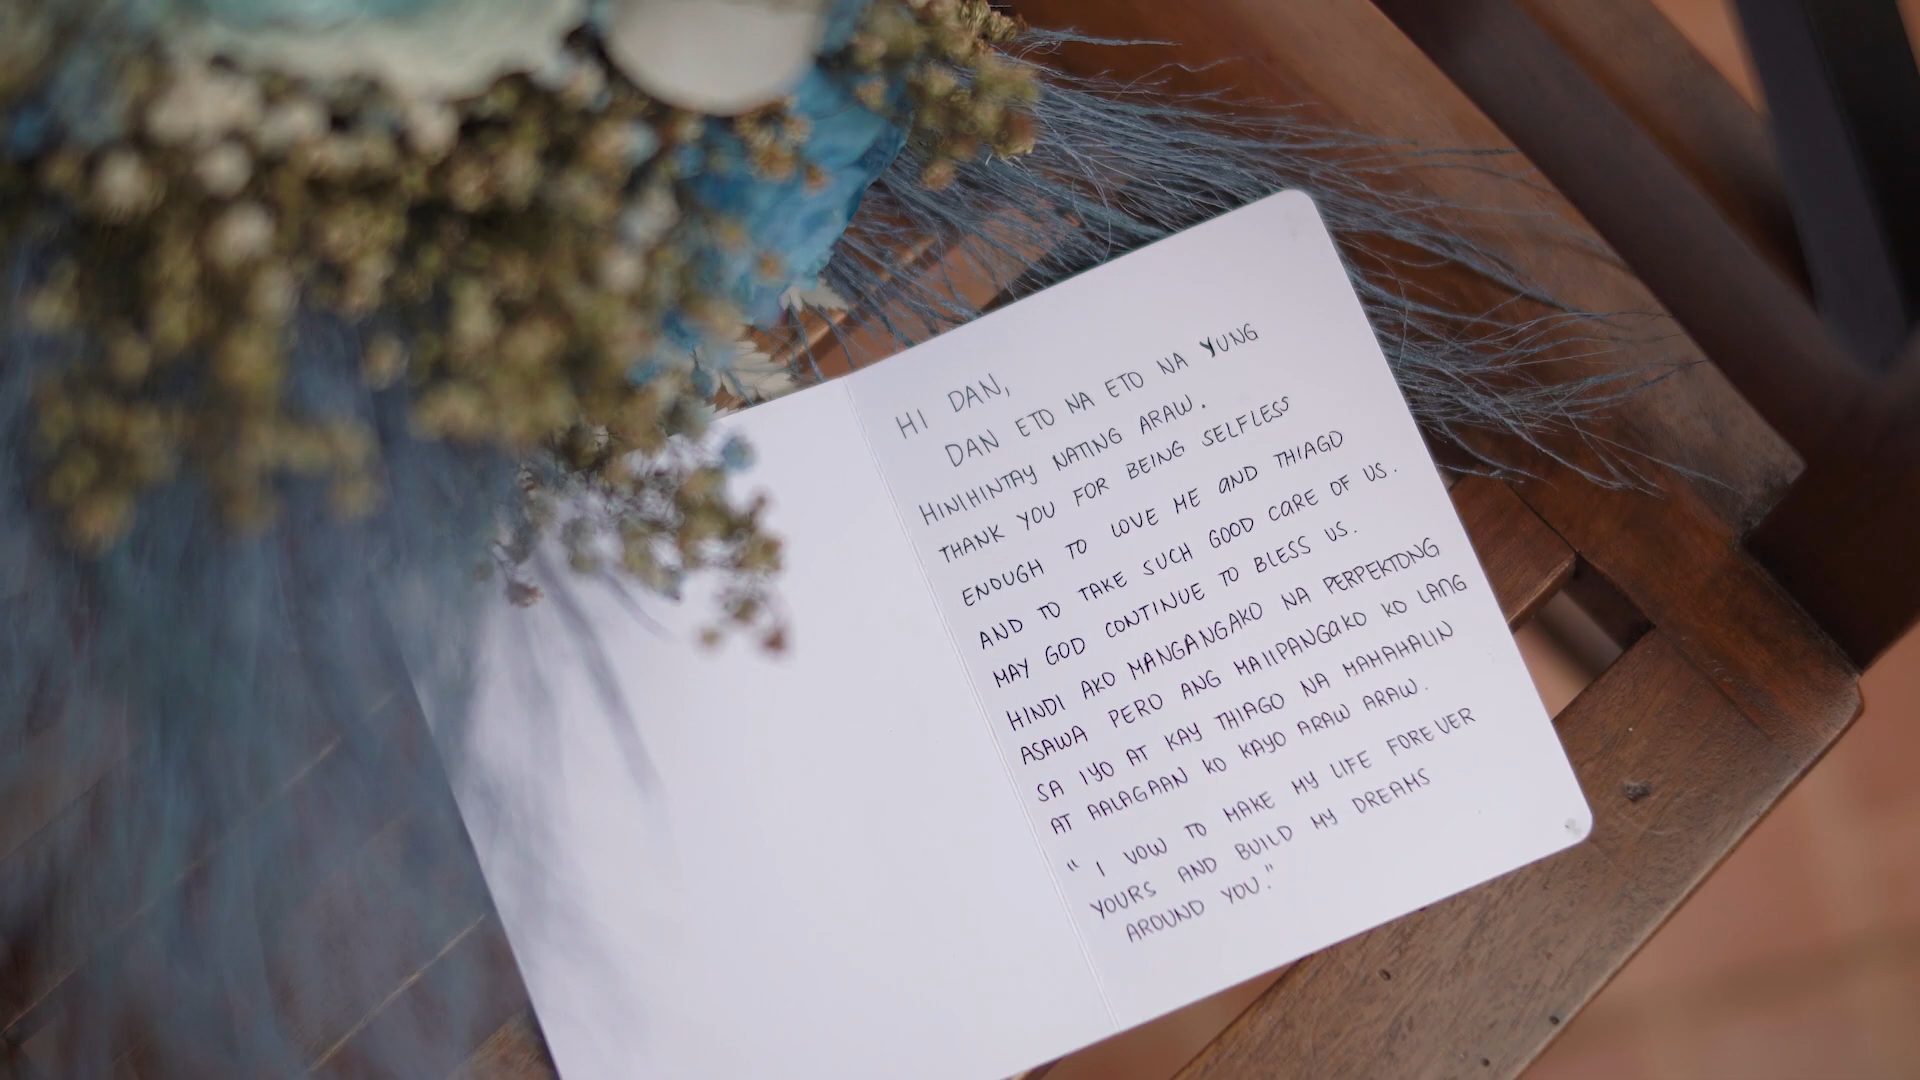 HI DAN,
DAN ETO NA ETO NA YUNG
HINIHINTAY NATING ARAW.
THANK YOU FOR BEING SELFLESS
ENOUGH TO LOVE ME AND THIAGO
AND TO TAKE SUCH GOOD CARE OF US.
MAY GOD CONTINUE TO BLESS US.
HINDI AKO MANGANGAKO NA PERPEKTONG
ASAWA PERO ANG MAIIPANGAKO KO LANG
SA IYO AT KAY THIAGO NA MAMAHALIN
AT AALAGAAN KO KAYO ARAW ARAW.
" I VOW TO MAKE MY LIFE FOREVER
YOURS AND BUILD MY DREAMS
AROUND YOU."